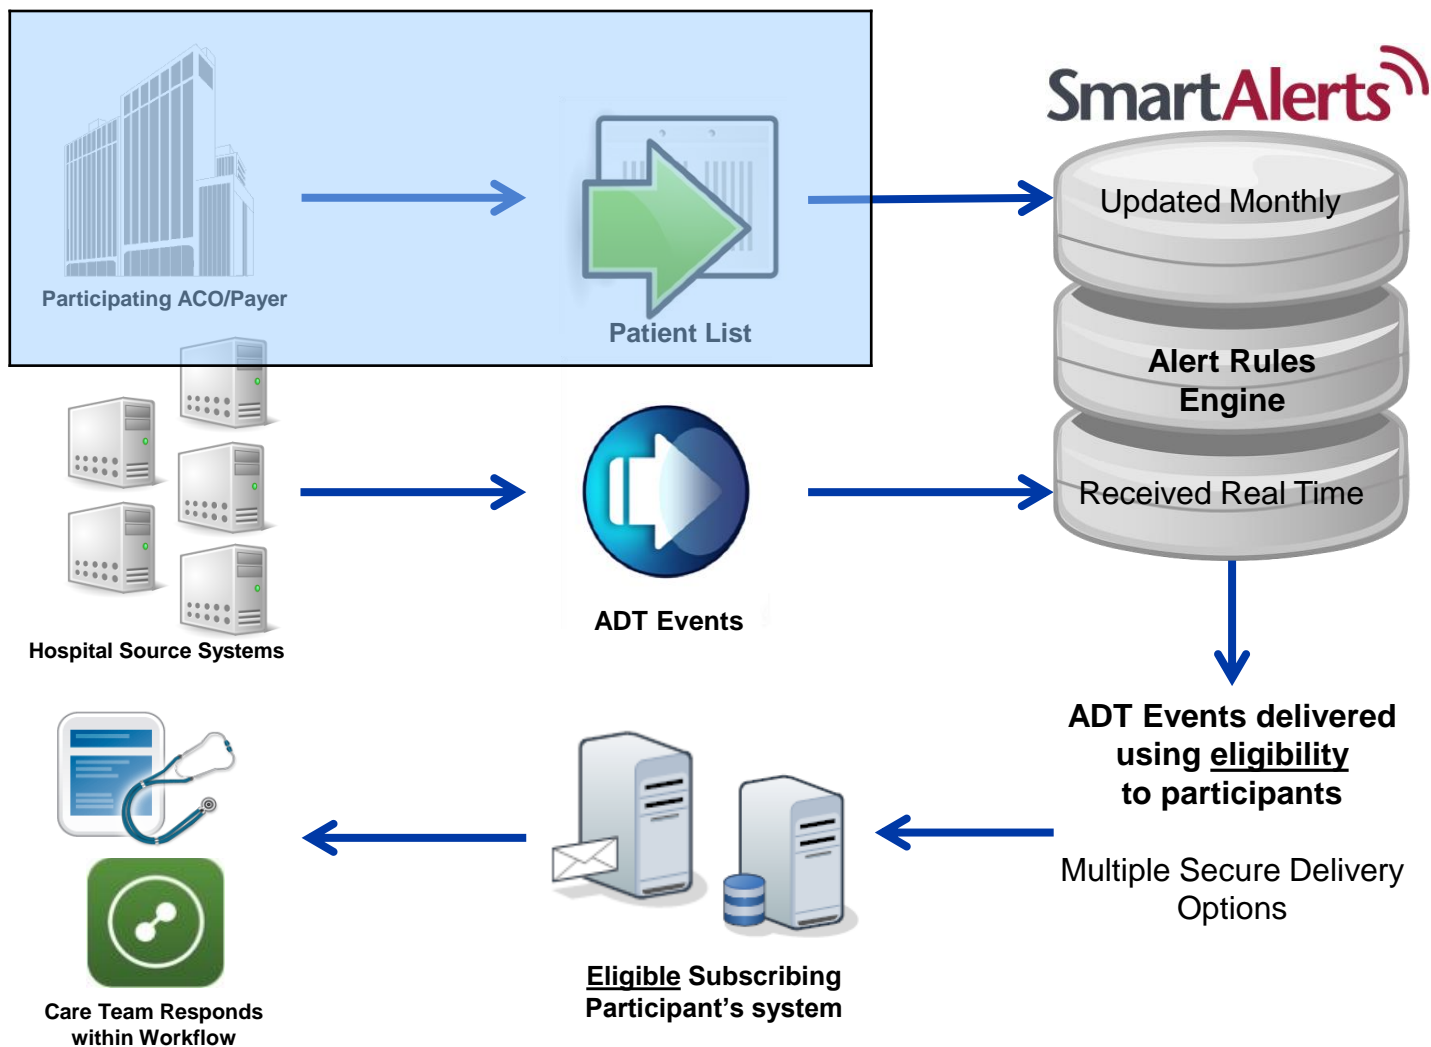 SmartAlerts
Updated Monthly
Participating ACO/Payer
Patient List
Alert Rules
Engine
Received Real Time
ADT Events
Hospital Source Systems
ADT Events delivered
using eligibility
to participants
Multiple Secure Delivery
Options
Eligible Subscribing
Participant’s system
Care Team Responds
within Workflow